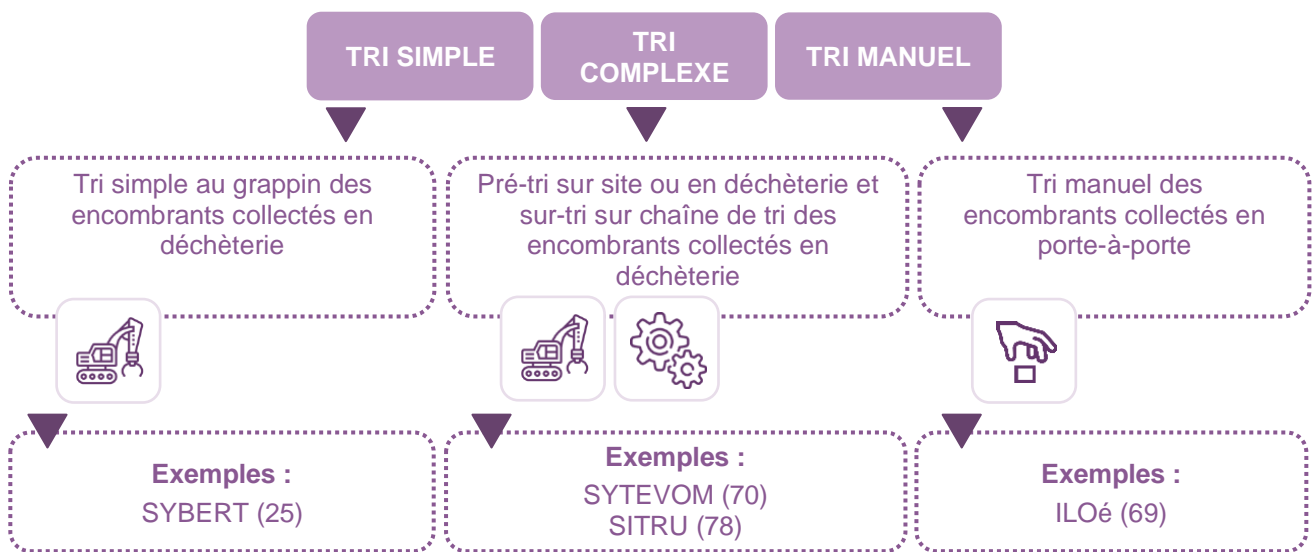 TRI SIMPLE
TRI
COMPLEXE
TRI MANUEL
Tri simple au grappin des
encombrants collectés en
déchèterie
Pré-tri sur site ou en déchèterie et
sur-tri sur chaîne de tri des
encombrants collectés en
déchèterie
Tri manuel des
encombrants collectés en
porte-à-porte
Exemples :
SYBERT (25)
Exemples :
SYTEVOM (70)
SITRU (78)
Exemples :
ILOé (69)